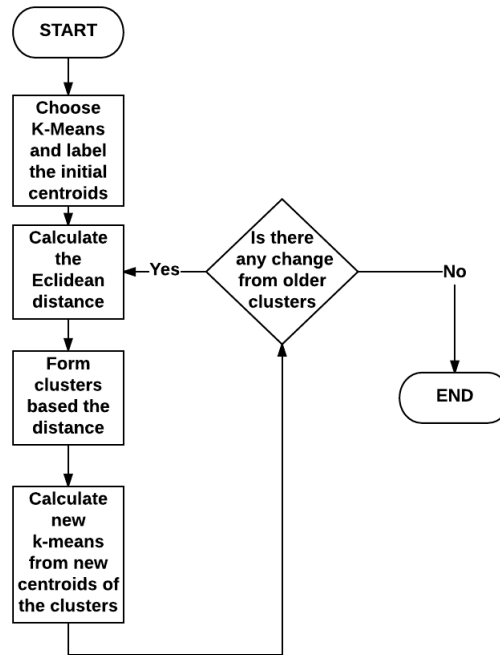 START
Choose
K-Means
and label
the initial
centroids
Calculate
the
Eclidean
distance
Form
clusters
based the
distance
Calculate
new
k-means
from new
centroids of
the clusters
Is there
any change
from older
clusters
Yes
No
END